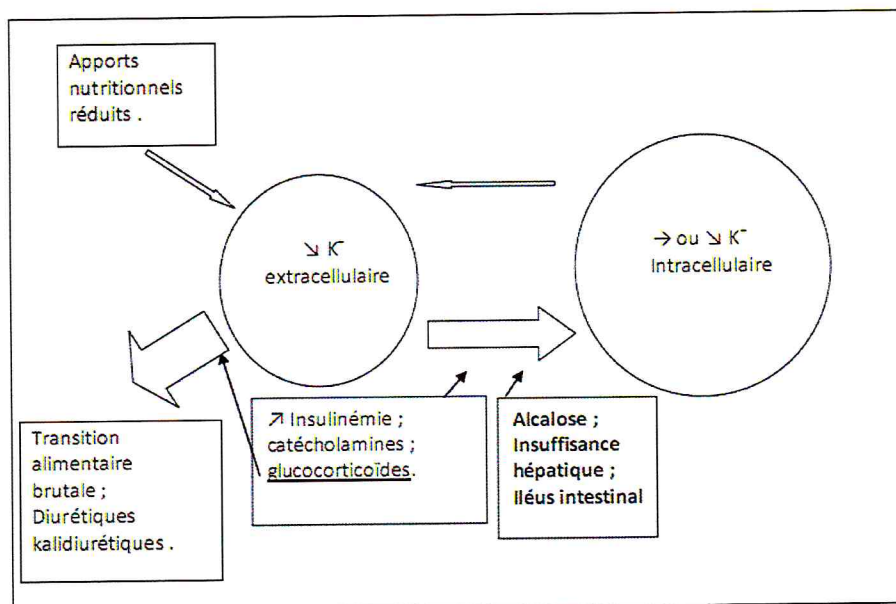 Apports
nutritionnels
réduits .
↘ K⁻
extracellulaire
→ ou ↘ K⁻
Intracellulaire
Transition
alimentaire
brutale ;
Diurétiques
kalidiurétiques .
↗ Insulinémie ;
catécholamines ;
glucocorticoïdes.
Alcalose ;
Insuffisance
hépatique ;
Iléus intestinal